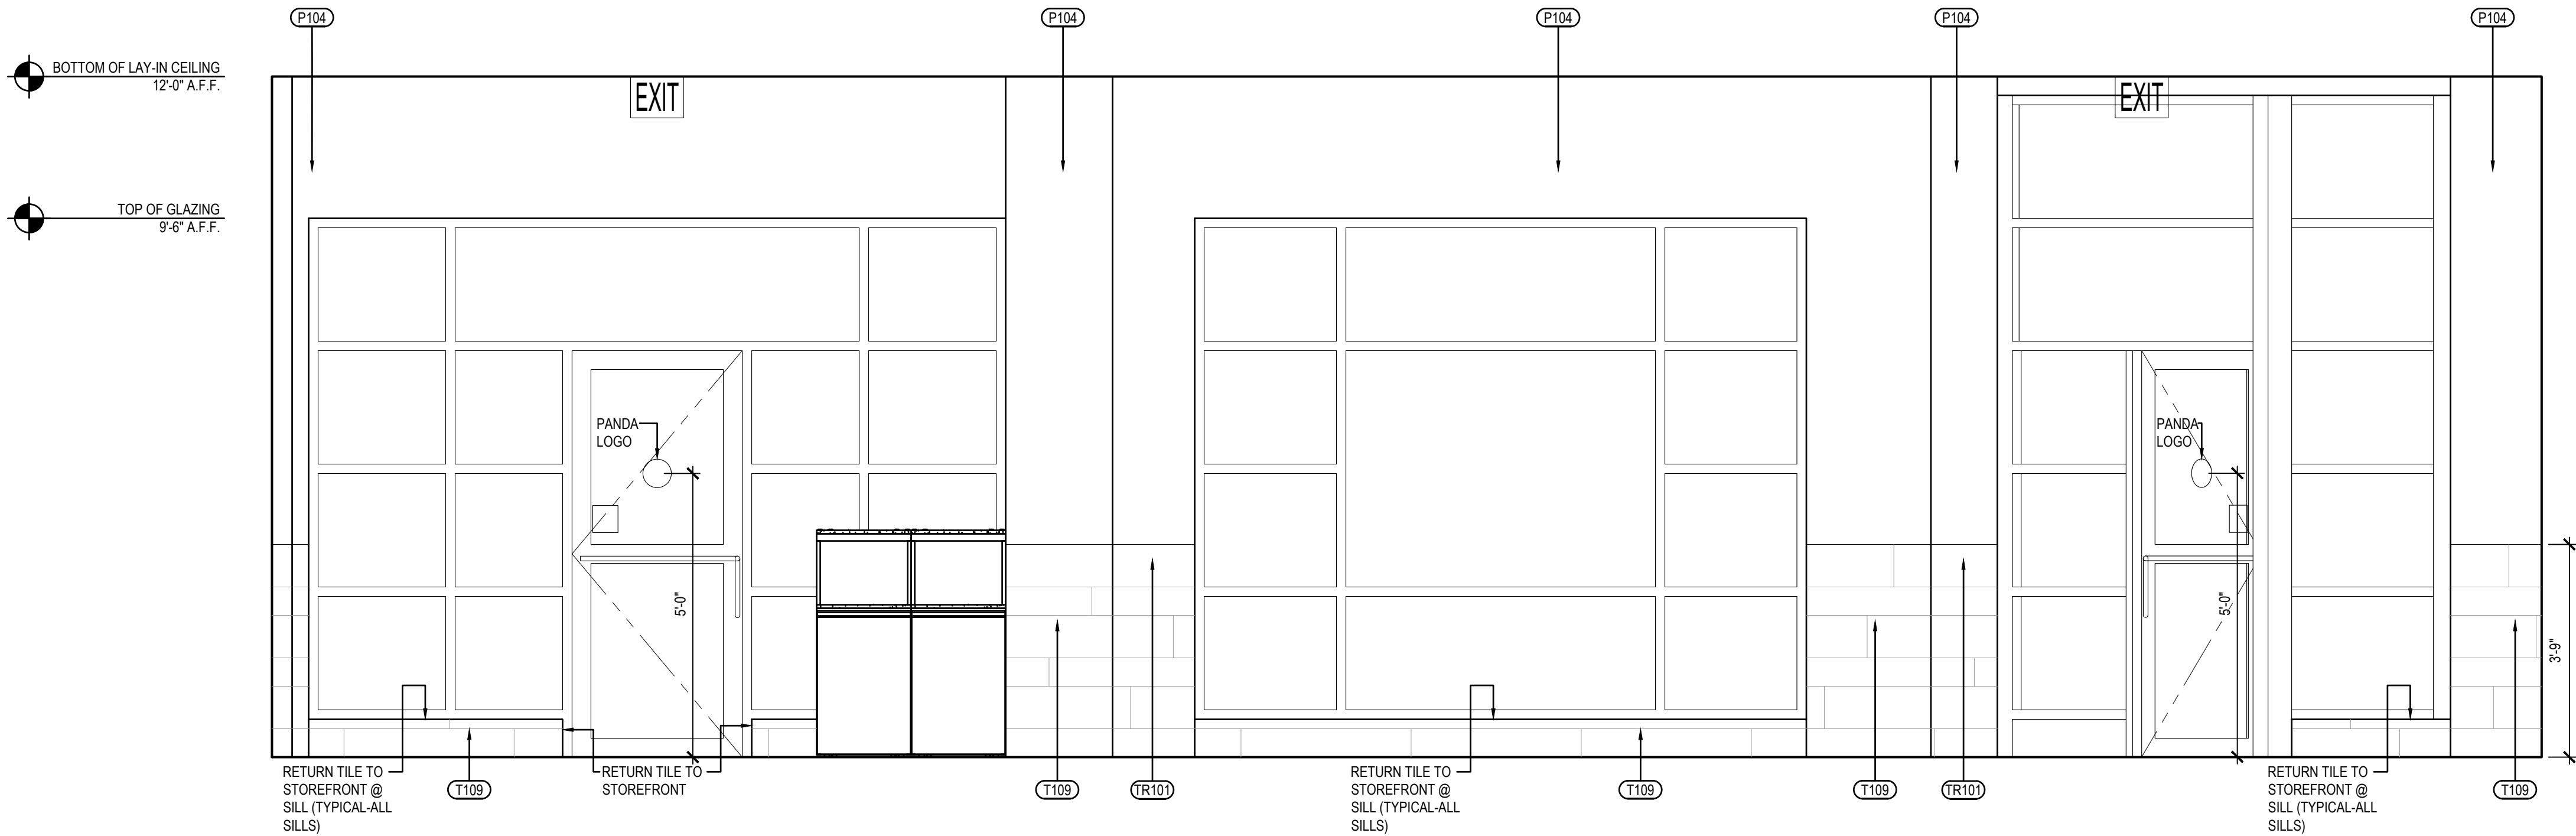 P104
P104
P104
P104
P104
BOTTOM OF LAY-IN CEILING
12'-0" A.F.F.
EXIT
EXIT
TOP OF GLAZING
9'-6" A.F.F.
PANDA
LOGO
PANDA
LOGO
5'-0"
5'-0"
3'-9"
RETURN TILE TO
STOREFRONT @
SILL (TYPICAL-ALL
SILLS)
T109
RETURN TILE TO
STOREFRONT
T109
TR101
RETURN TILE TO
STOREFRONT @
SILL (TYPICAL-ALL
SILLS)
T109
T109
TR101
RETURN TILE TO
STOREFRONT @
SILL (TYPICAL-ALL
SILLS)
T109